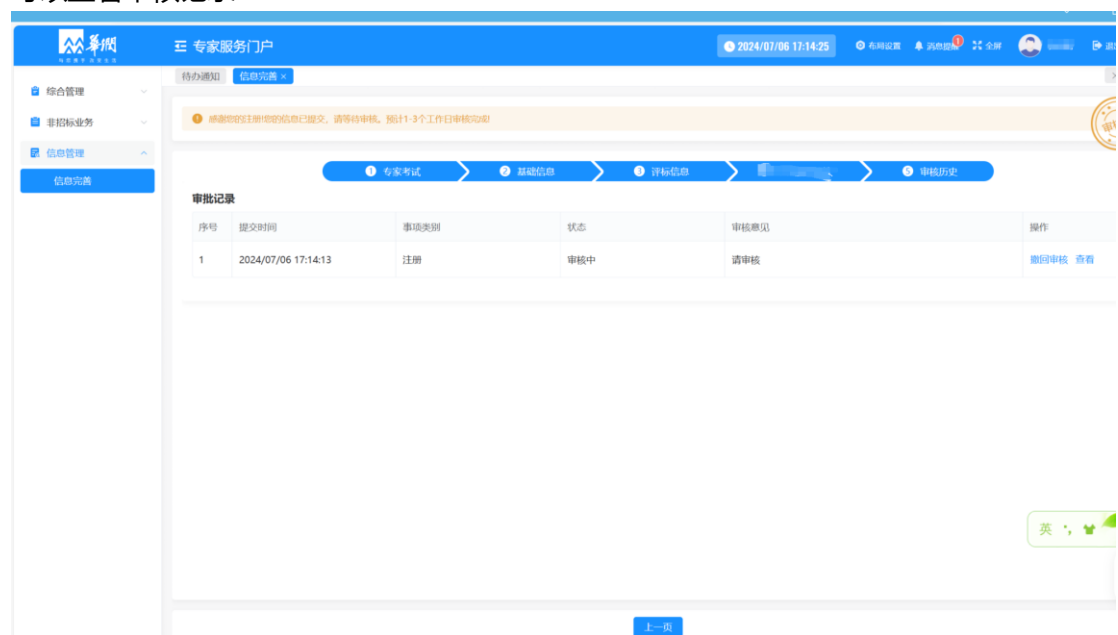 华润
专家服务门户
2024/07/06 17:14:25
布局设置
消息提醒
1
全屏
待办通知
信息完善 ×
综合管理
非招标业务
信息管理
信息完善
感谢您的注册!您的信息已提交, 请等待审核。预计1-3个工作日审核完成!
1 专家考试
2 基础信息
3 评标信息
5 审核历史
审批记录
序号 提交时间 事项类别 状态 审核意见 操作
1 2024/07/06 17:14:13 注册 审核中 请审核 撤回审核 查看
英
上一页